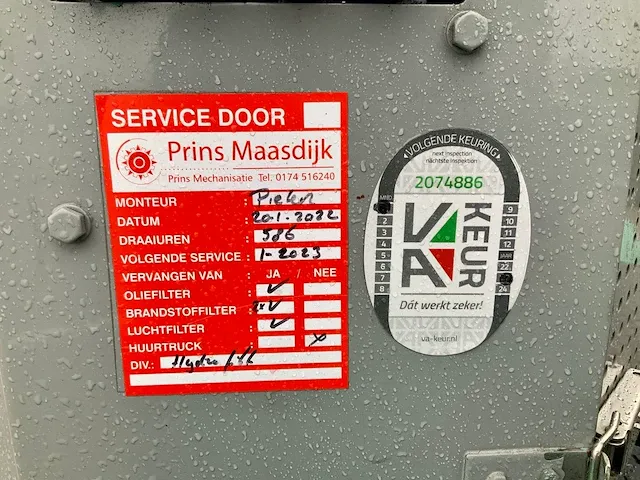 SERVICE DOOR
Prins Maasdijk
Prins Mechanisatie Tel. 0174 516240
MONTEUR : Pieter
DATUM : 20-1-2022
DRAAIUREN : 586
VOLGENDE SERVICE : 1-2023
VERVANGEN VAN : JA / NEE
OLIEFILTER : ✓
BRANDSTOFFILTER : 2x ✓
LUCHTFILTER : ✓
HUURTRUCK : x
DIV.: Hydro
VOLGENDE KEURING
next inspection
nächste inspektion
2074886
MND.
2
3
4
5
6
7
8
9
10
11
12
JAAR
22
24
VA
KEUR
Dát werkt zeker!
va-keur.nl